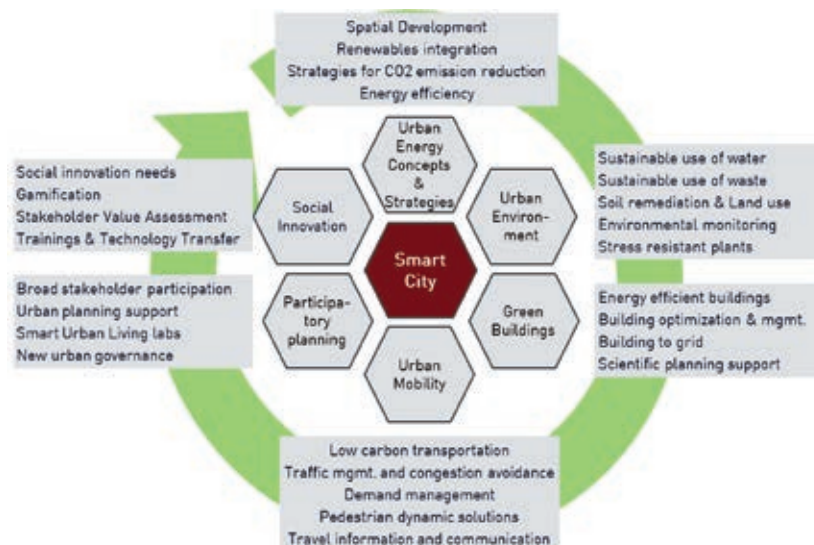 Spatial Development
Renewables integration
Strategies for CO2 emission reduction
Energy efficiency
Urban
Energy
Concepts
&
Strategies
Social innovation needs
Gamification
Stakeholder Value Assessment
Trainings & Technology Transfer
Social
Innovation
Urban
Environ-
ment
Sustainable use of water
Sustainable use of waste
Soil remediation & Land use
Environmental monitoring
Stress resistant plants
Smart
City
Broad stakeholder participation
Urban planning support
Smart Urban Living labs
New urban governance
Participa-
tory
planning
Green
Buildings
Energy efficient buildings
Building optimization & mgmt.
Building to grid
Scientific planning support
Urban
Mobility
Low carbon transportation
Traffic mgmt. and congestion avoidance
Demand management
Pedestrian dynamic solutions
Travel information and communication